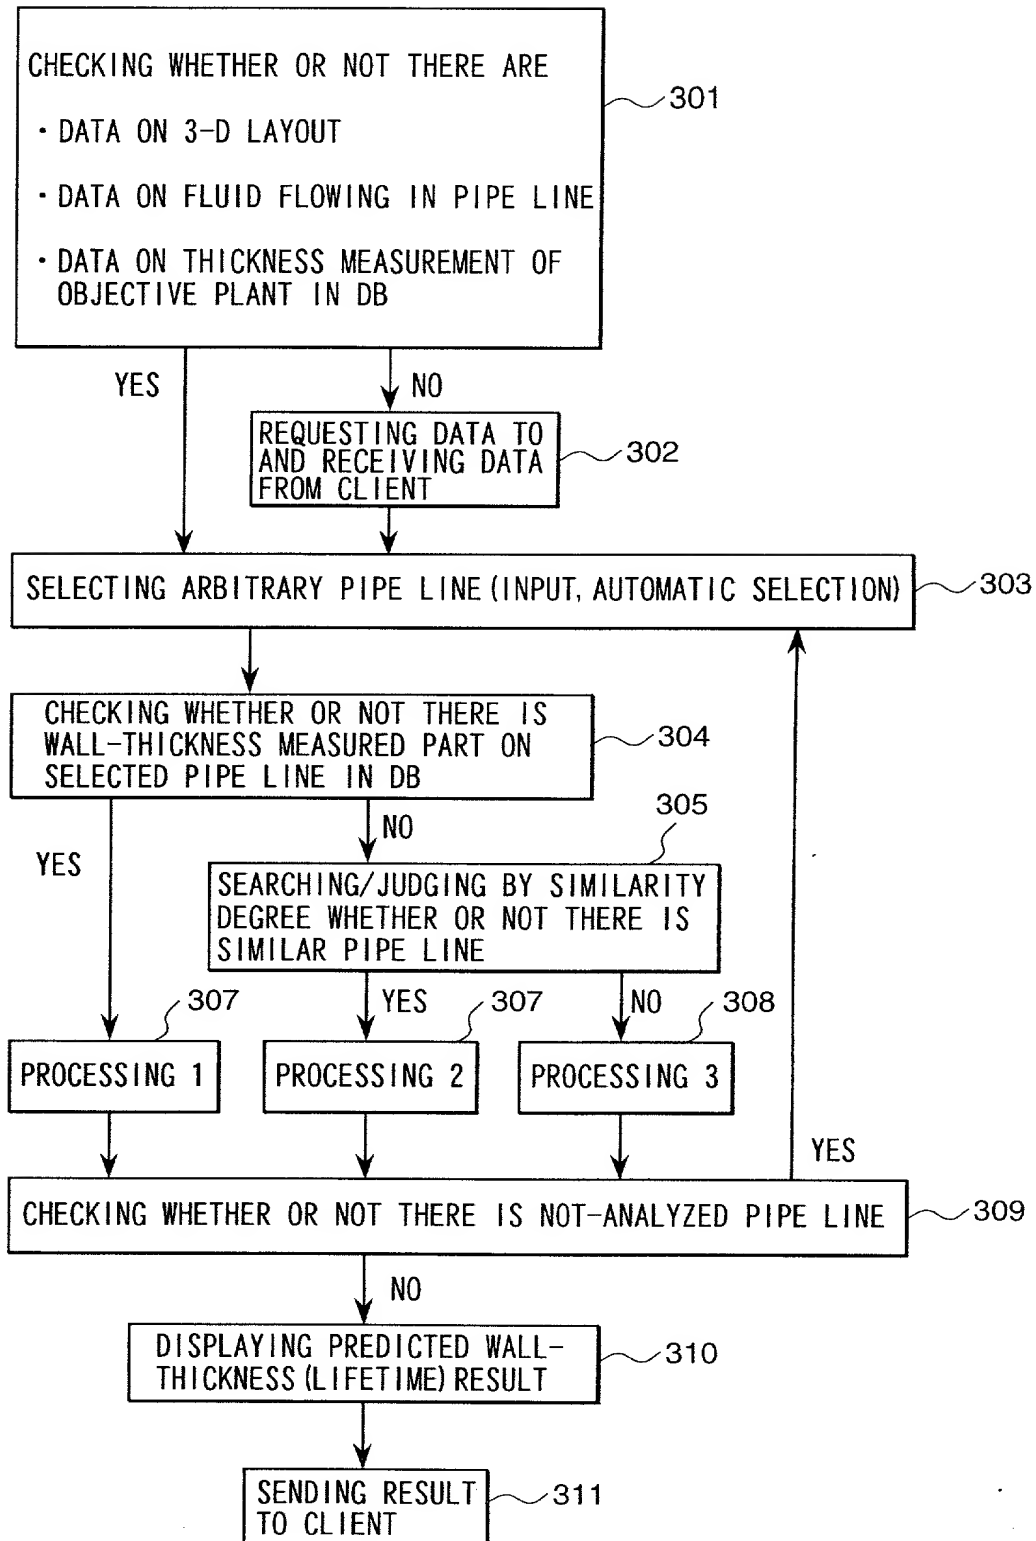 CHECKING WHETHER OR NOT THERE ARE
· DATA ON 3-D LAYOUT
· DATA ON FLUID FLOWING IN PIPE LINE
· DATA ON THICKNESS MEASUREMENT OF
OBJECTIVE PLANT IN DB
301
YES
NO
REQUESTING DATA TO
AND RECEIVING DATA
FROM CLIENT
302
SELECTING ARBITRARY PIPE LINE (INPUT, AUTOMATIC SELECTION)
303
CHECKING WHETHER OR NOT THERE IS
WALL-THICKNESS MEASURED PART ON
SELECTED PIPE LINE IN DB
304
YES
NO
305
SEARCHING/JUDGING BY SIMILARITY
DEGREE WHETHER OR NOT THERE IS
SIMILAR PIPE LINE
YES
NO
307
307
308
PROCESSING 1
PROCESSING 2
PROCESSING 3
YES
CHECKING WHETHER OR NOT THERE IS NOT-ANALYZED PIPE LINE
309
NO
DISPLAYING PREDICTED WALL-
THICKNESS (LIFETIME) RESULT
310
SENDING RESULT
TO CLIENT
311